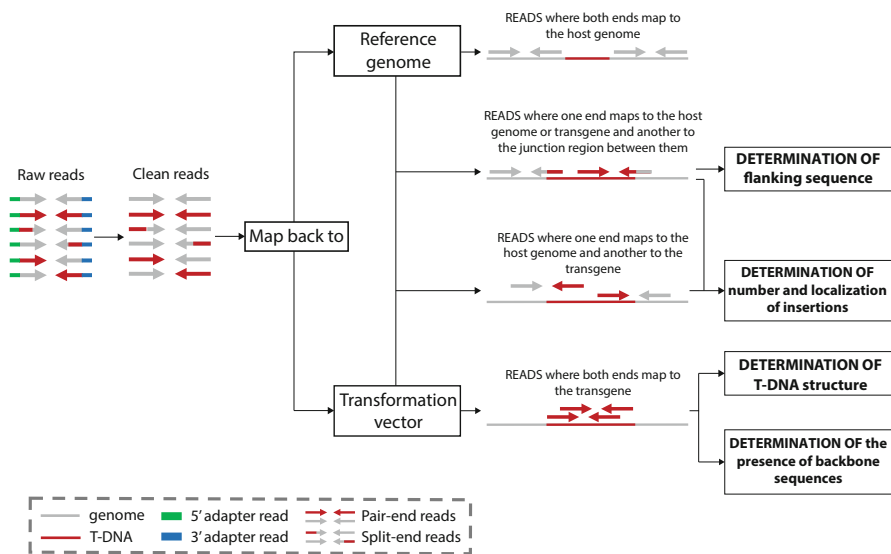 Raw reads
Clean reads
Map back to
Reference
genome
Transformation
vector
READS where both ends map to
the host genome
READS where one end maps to the host
genome or transgene and another to
the junction region between them
READS where one end maps to the
host genome and another to the
transgene
READS where both ends map to
the transgene
DETERMINATION OF
flanking sequence
DETERMINATION OF
number and localization
of insertions
DETERMINATION OF
T-DNA structure
DETERMINATION OF the
presence of backbone
sequences
genome
T-DNA
5' adapter read
3' adapter read
Pair-end reads
Split-end reads